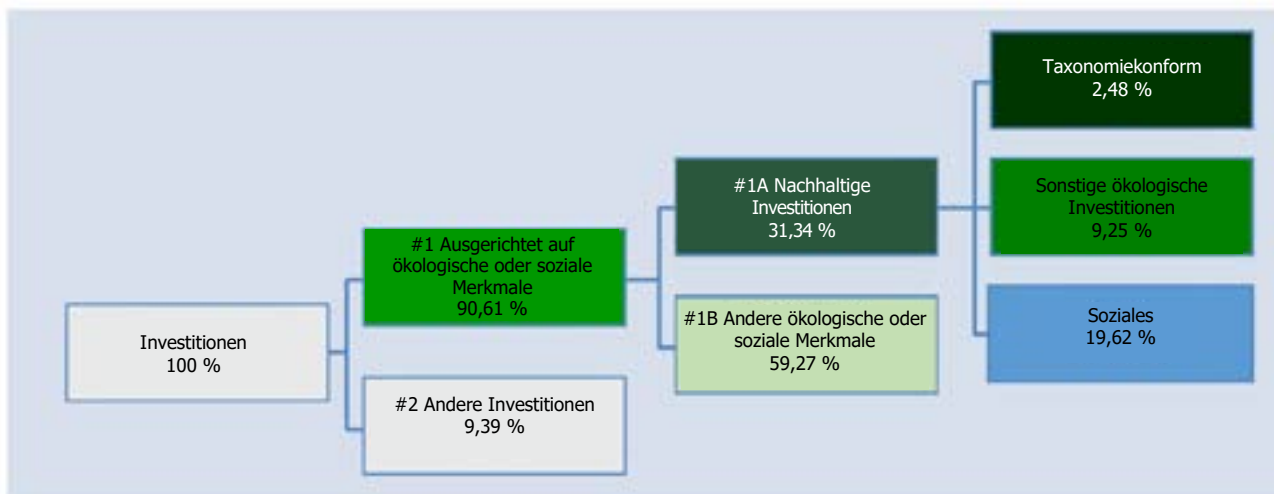 Investitionen
100 %
#1 Ausgerichtet auf
ökologische oder soziale
Merkmale
90,61 %
#2 Andere Investitionen
9,39 %
#1A Nachhaltige
Investitionen
31,34 %
#1B Andere ökologische oder
soziale Merkmale
59,27 %
Taxonomiekonform
2,48 %
Sonstige ökologische
Investitionen
9,25 %
Soziales
19,62 %